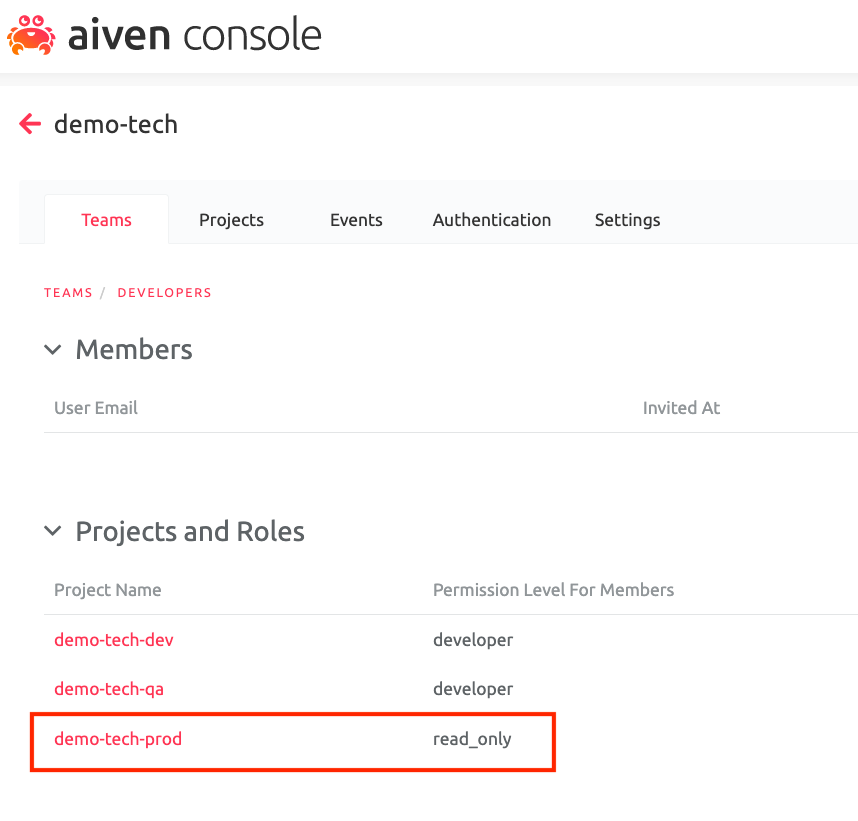 aiven console
demo-tech
Teams Projects Events Authentication Settings
TEAMS / DEVELOPERS
Members
User Email Invited At
Projects and Roles
Project Name Permission Level For Members
demo-tech-dev developer
demo-tech-qa developer
demo-tech-prod read_only